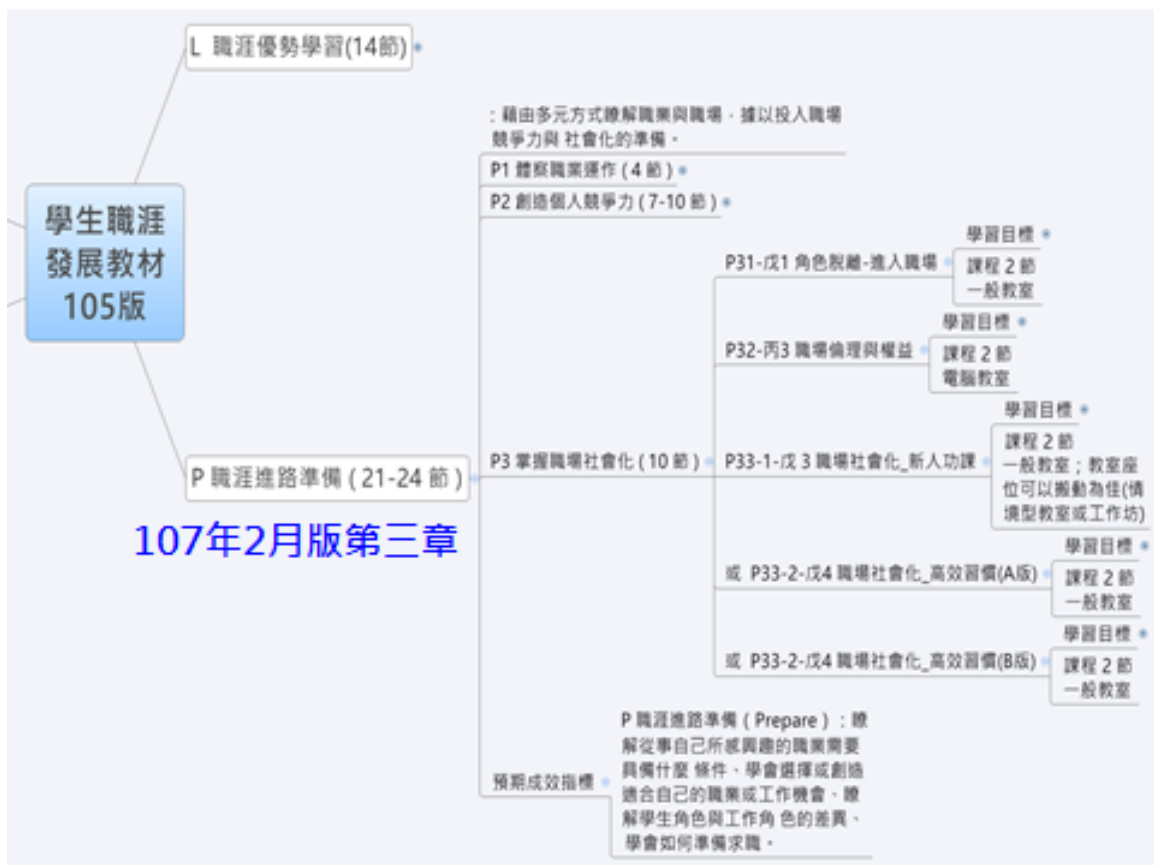 L 職涯優勢學習(14節)
學生職涯
發展教材
105版
P 職涯進路準備 ( 21-24 節 )
107年2月版第三章
：藉由多元方式瞭解職業與職場，據以投入職場
競爭力與 社會化的準備。
P1 體察職業運作 ( 4 節 )
P2 創造個人競爭力 ( 7-10 節 )
P3 掌握職場社會化 ( 10 節 )
P31-戊1 角色脫離-進入職場
學習目標
課程 2 節
一般教室
P32-丙3 職場倫理與權益
學習目標
課程 2 節
電腦教室
P33-1-戊 3 職場社會化_新人功課
學習目標
課程 2 節
一般教室；教室座
位可以搬動為佳(情
境型教室或工作坊)
或 P33-2-戊4 職場社會化_高效習慣(A版)
學習目標
課程 2 節
一般教室
或 P33-2-戊4 職場社會化_高效習慣(B版)
學習目標
課程 2 節
一般教室
預期成效指標
P 職涯進路準備 ( Prepare ) ：瞭
解從事自己所感興趣的職業需要
具備什麼 條件、學會選擇或創造
適合自己的職業或工作機會、瞭
解學生角色與工作角 色的差異、
學會如何準備求職。